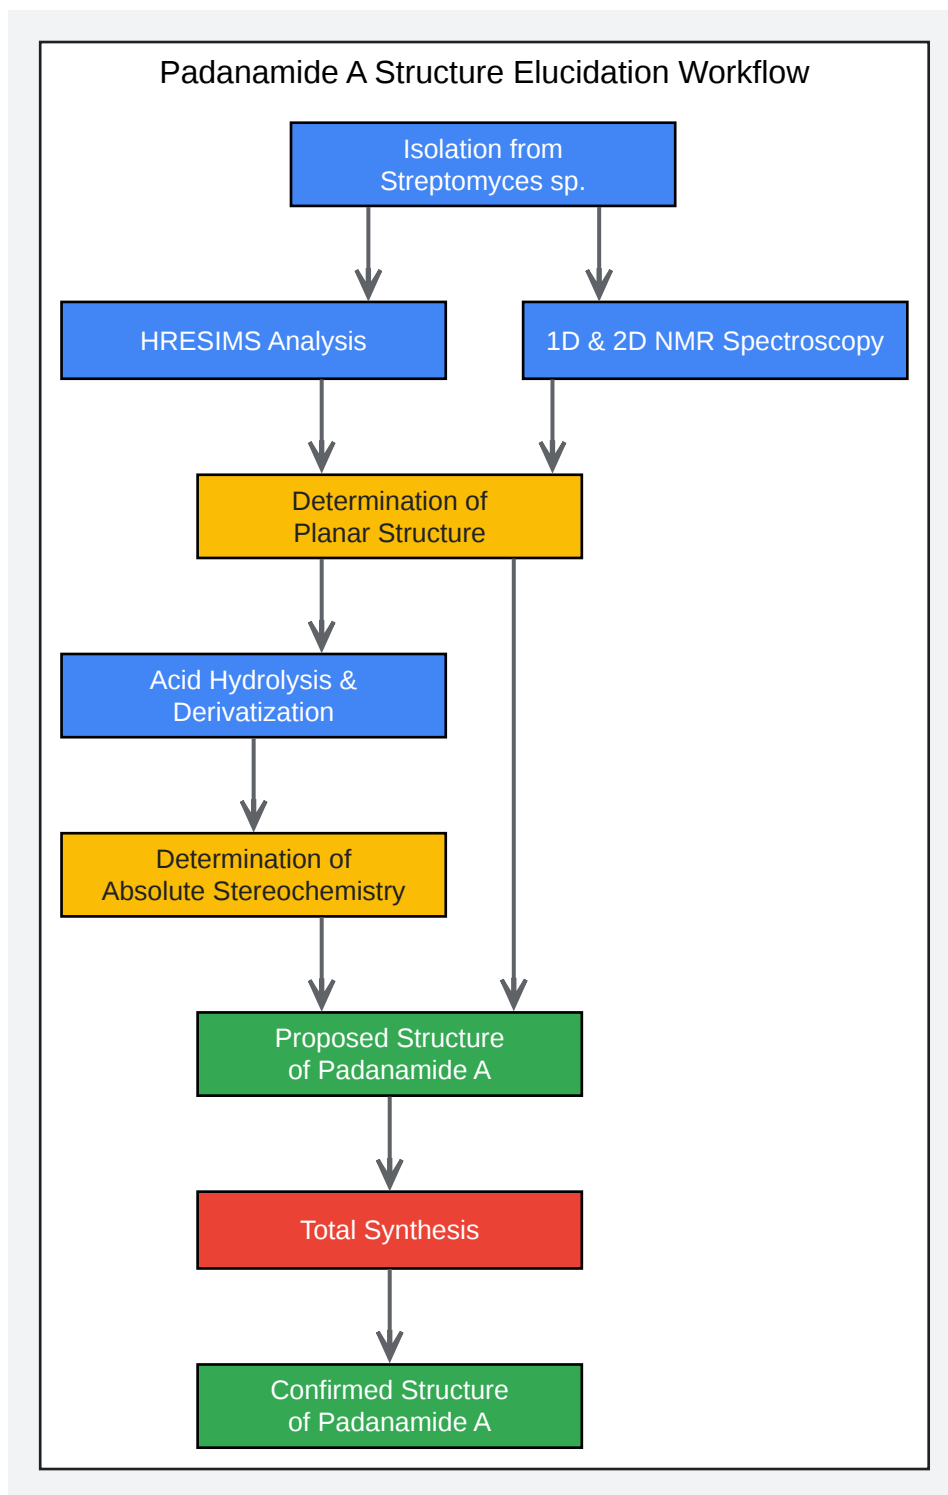 Padanamide A Structure Elucidation Workflow
Isolation from
Streptomyces sp.
HRESIMS Analysis
1D & 2D NMR Spectroscopy
Determination of
Planar Structure
Acid Hydrolysis &
Derivatization
Determination of
Absolute Stereochemistry
Proposed Structure
of Padanamide A
Total Synthesis
Confirmed Structure
of Padanamide A